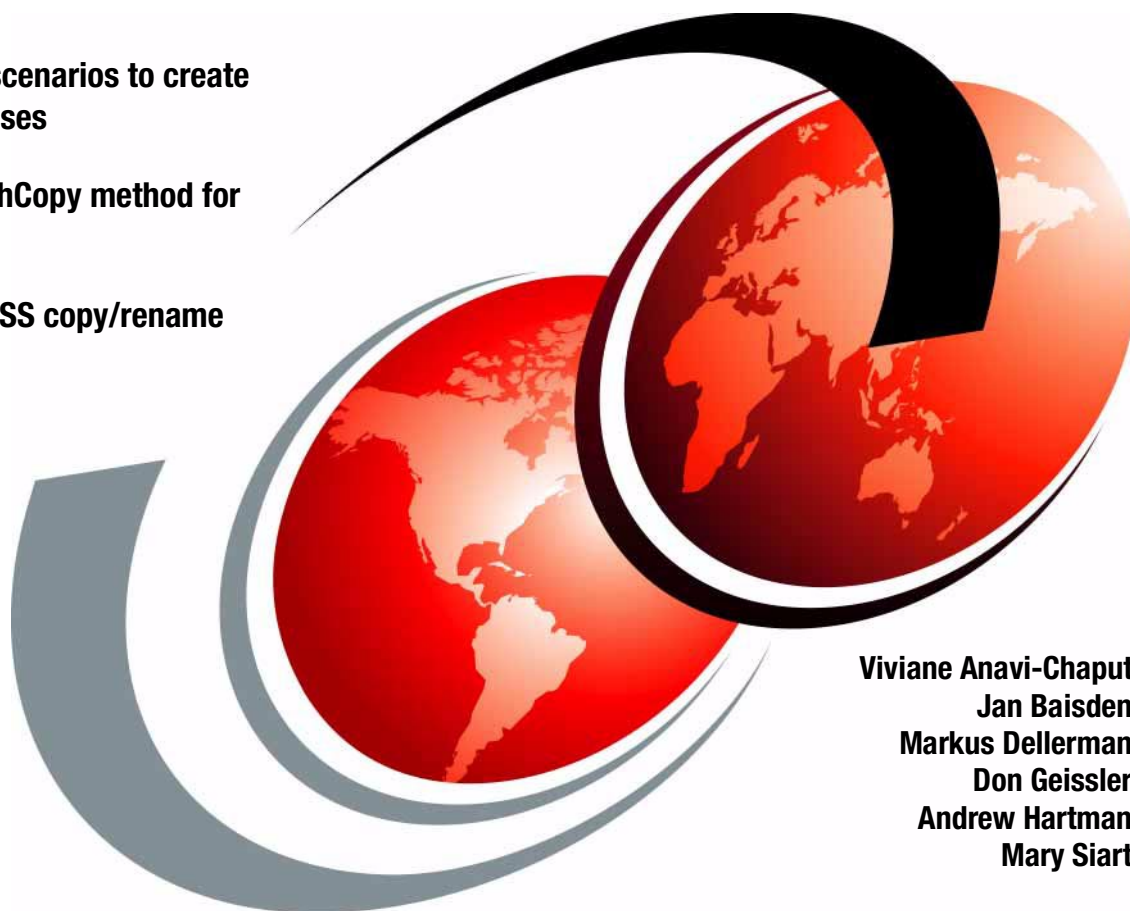 scenarios to create
ses
hCopy method for
SS copy/rename
Viviane Anavi-Chaput
Jan Baisden
Markus Dellerman
Don Geissler
Andrew Hartman
Mary Siart